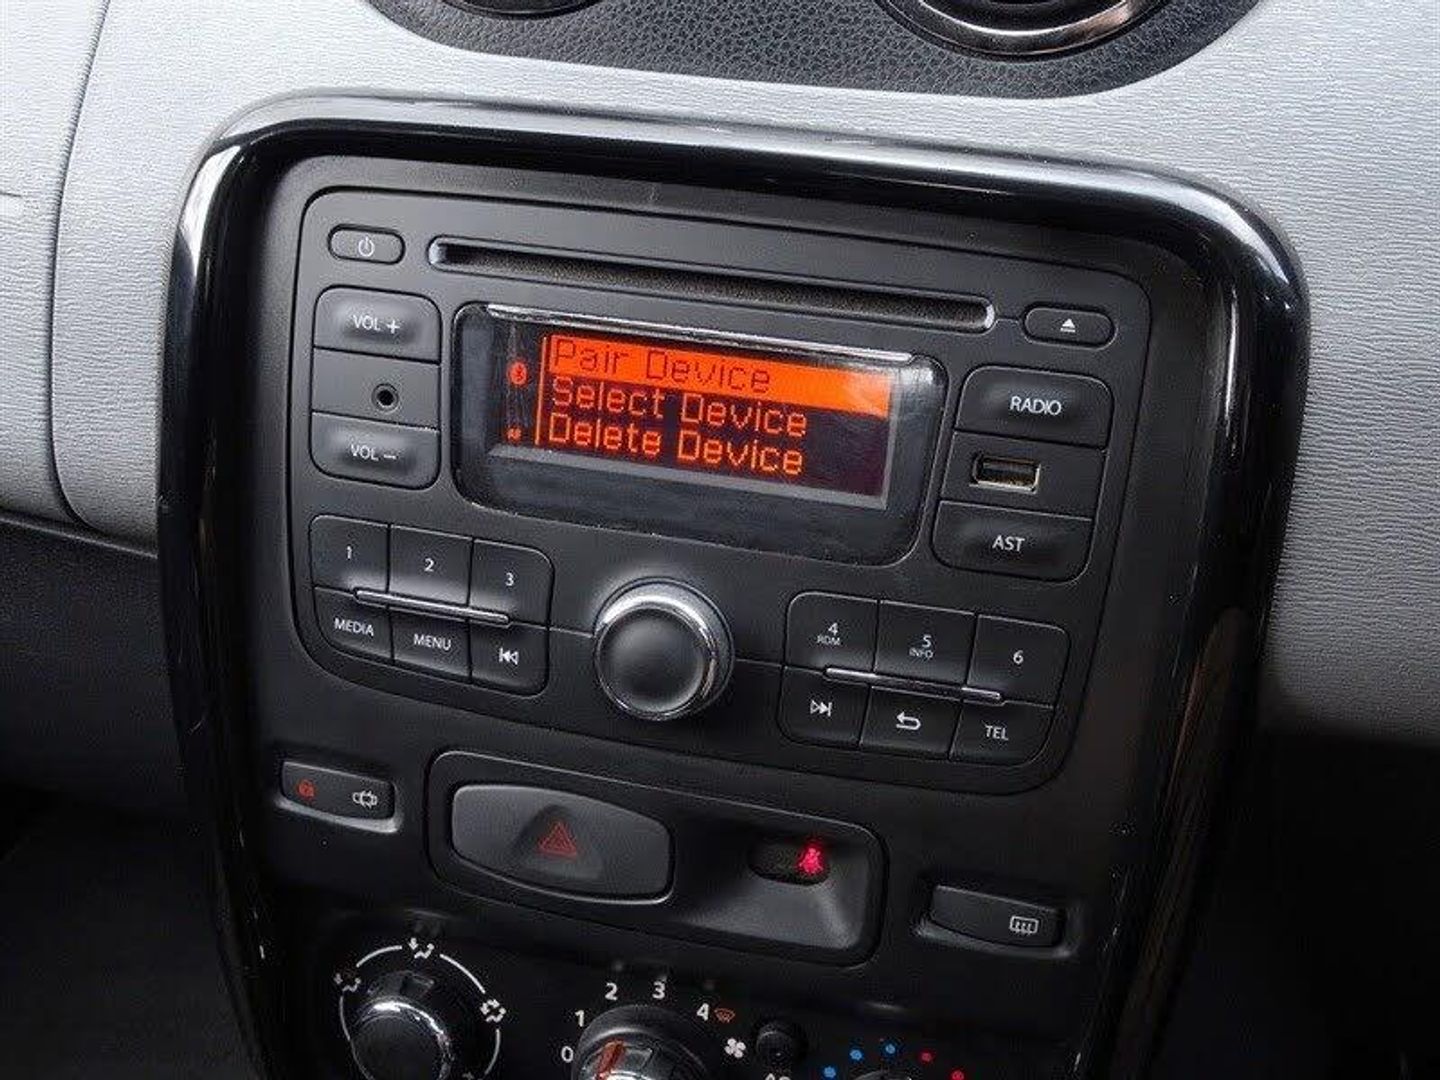 VOL +
Pair Device
Select Device
Delete Device
RADIO
VOL -
AST
1 2 3
MEDIA MENU
4 5 6
RDM INFO
TEL
0 1 2 3 4